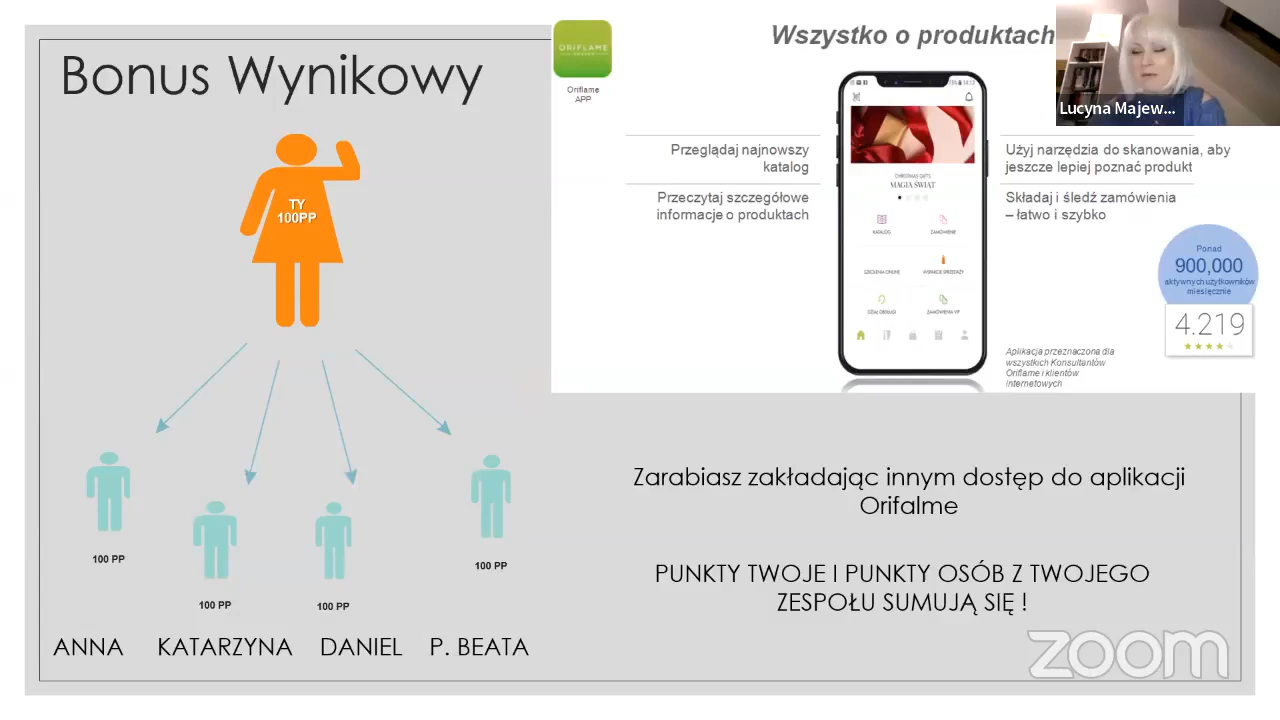 Bonus Wynikowy
TY
100PP
100 PP
100 PP
100 PP
100 PP
ANNA
KATARZYNA
DANIEL
P. BEATA
ORIFLAME
Oriflame
APP
Wszystko o produktach
Przeglądaj najnowszy
katalog
Przeczytaj szczegółowe
informacje o produktach
CHRISTMAS GIFTS
MAGIA ŚWIĄT
KATALOG
ZAMÓWIENIE
SZKOLENIA ONLINE
WSPARCIE SPRZEDAŻY
DZIAŁ OBSŁUGI
ZAMÓWIENIA VIP
Użyj narzędzia do skanowania, aby
jeszcze lepiej poznać produkt
Składaj i śledź zamówienia
– łatwo i szybko
Ponad
900,000
aktywnych użytkowników
miesięcznie
4.219
Aplikacja przeznaczona dla
wszystkich Konsultantów
Oriflame i klientów
internetowych
Lucyna Majew...
Zarabiasz zakładając innym dostęp do aplikacji
Orifalme
PUNKTY TWOJE I PUNKTY OSÓB Z TWOJEGO
ZESPOŁU SUMUJĄ SIĘ !
zoom